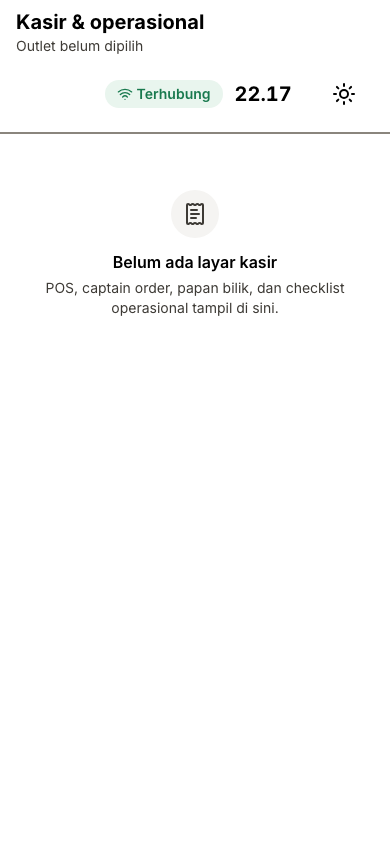 Kasir & operasional
Outlet belum dipilih
Terhubung 22.17
Belum ada layar kasir
POS, captain order, papan bilik, dan checklist
operasional tampil di sini.